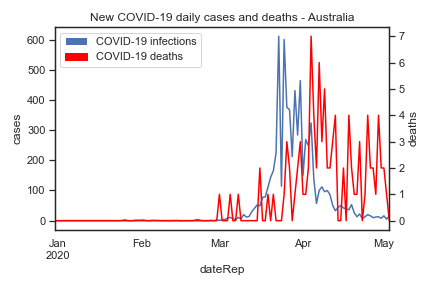 New COVID-19 daily cases and deaths - Australia
COVID-19 infections
COVID-19 deaths
600
500
400
300
200
100
0
cases
7
6
5
4
3
2
1
0
deaths
Jan Feb Mar Apr May
2020
dateRep